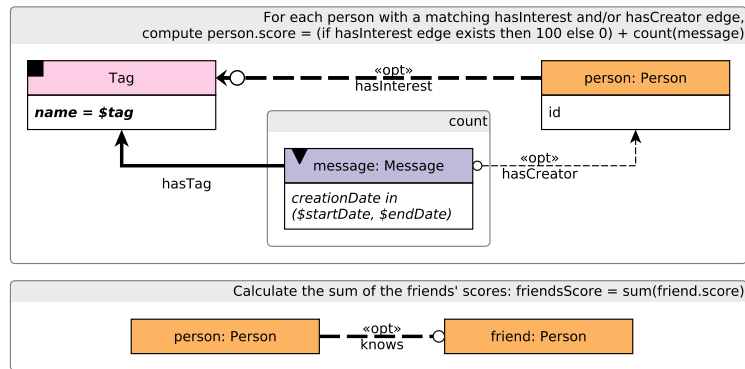 For each person with a matching hasInterest and/or hasCreator edge,
compute person.score = (if hasInterest edge exists then 100 else 0) + count(message)
Tag
name = $tag
«opt»
hasInterest
person: Person
id
count
message: Message
creationDate in
($startDate, $endDate)
hasTag
«opt»
hasCreator
Calculate the sum of the friends' scores: friendsScore = sum(friend.score)
person: Person
«opt»
knows
friend: Person